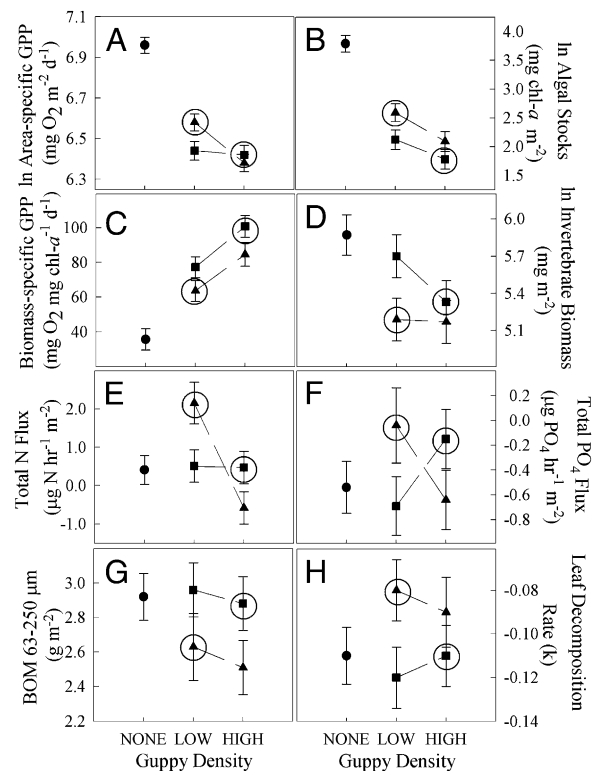 A
B
7.1
6.9
6.6
6.5
6.3
ln Area-specific GPP
(mg O2 m-2 d-1)
4.0
3.5
3.0
2.5
2.0
1.5
ln Algal Stocks
(mg chl-a m-2)
C
D
100
80
60
40
Biomass-specific GPP
(mg O2 mg chl-a-1 d-1)
6.0
5.7
5.4
5.1
ln Invertebrate Biomass
(mg m-2)
E
F
2.0
1.0
0.0
-1.0
Total N Flux
(µg N hr-1 m-2)
0.2
0.0
-0.2
-0.4
-0.6
-0.8
Total PO4 Flux
(µg PO4 hr-1 m-2)
G
H
3.0
2.8
2.6
2.4
2.2
BOM 63-250 µm
(g m-2)
-0.08
-0.10
-0.12
-0.14
Leaf Decomposition
Rate (k)
NONE LOW HIGH
Guppy Density
NONE LOW HIGH
Guppy Density